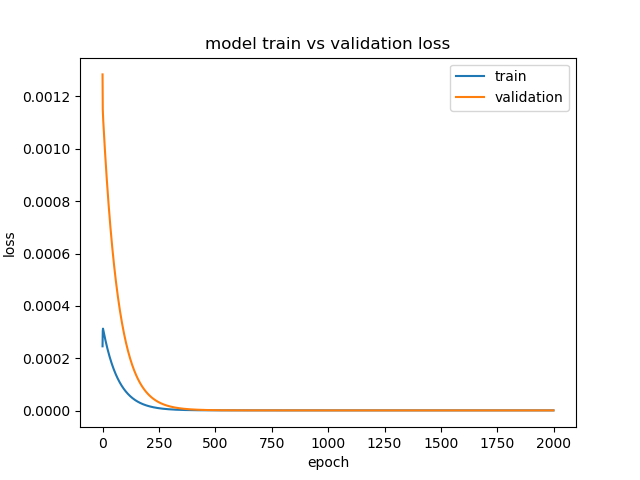 model train vs validation loss
train
validation
0.0012
0.0010
0.0008
0.0006
0.0004
0.0002
0.0000
loss
0 250 500 750 1000 1250 1500 1750 2000
epoch